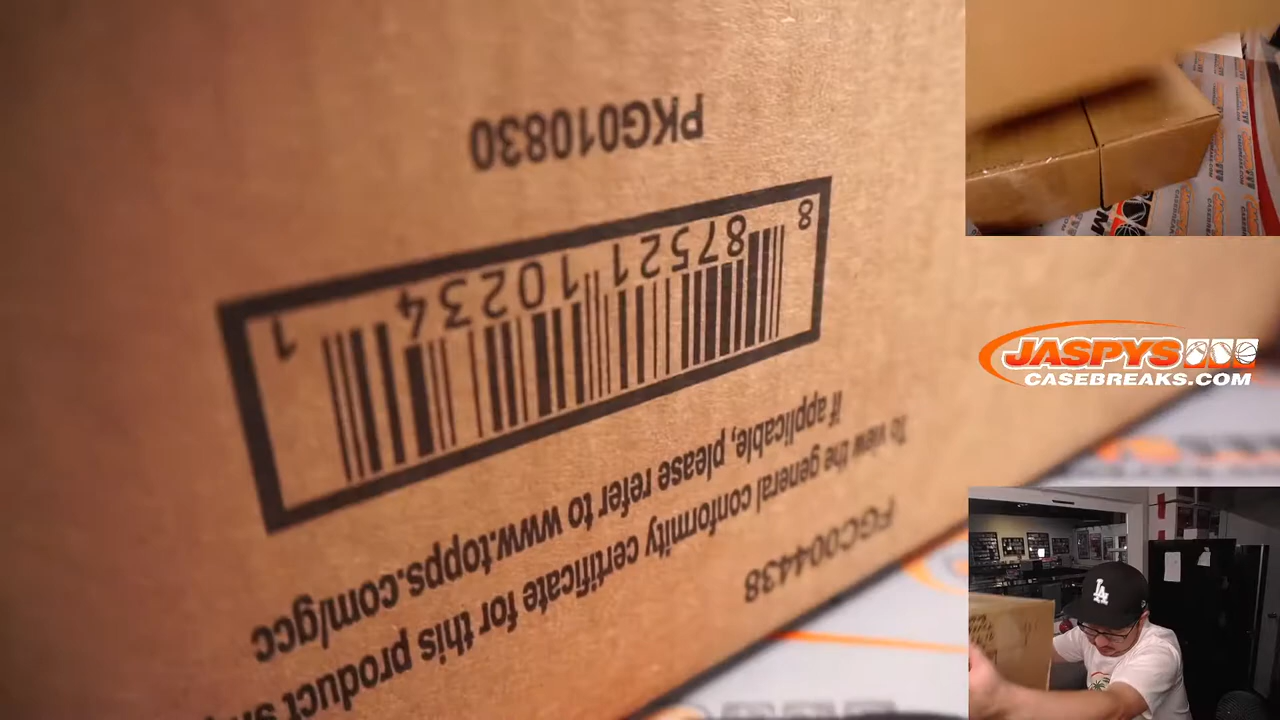 FGC004438
To view the general conformity certificate for this product
if applicable, please refer to www.topps.com/gcc
8 87521 10234 1
PKG010830
JASPYS
CASEBREAKS.COM
LA